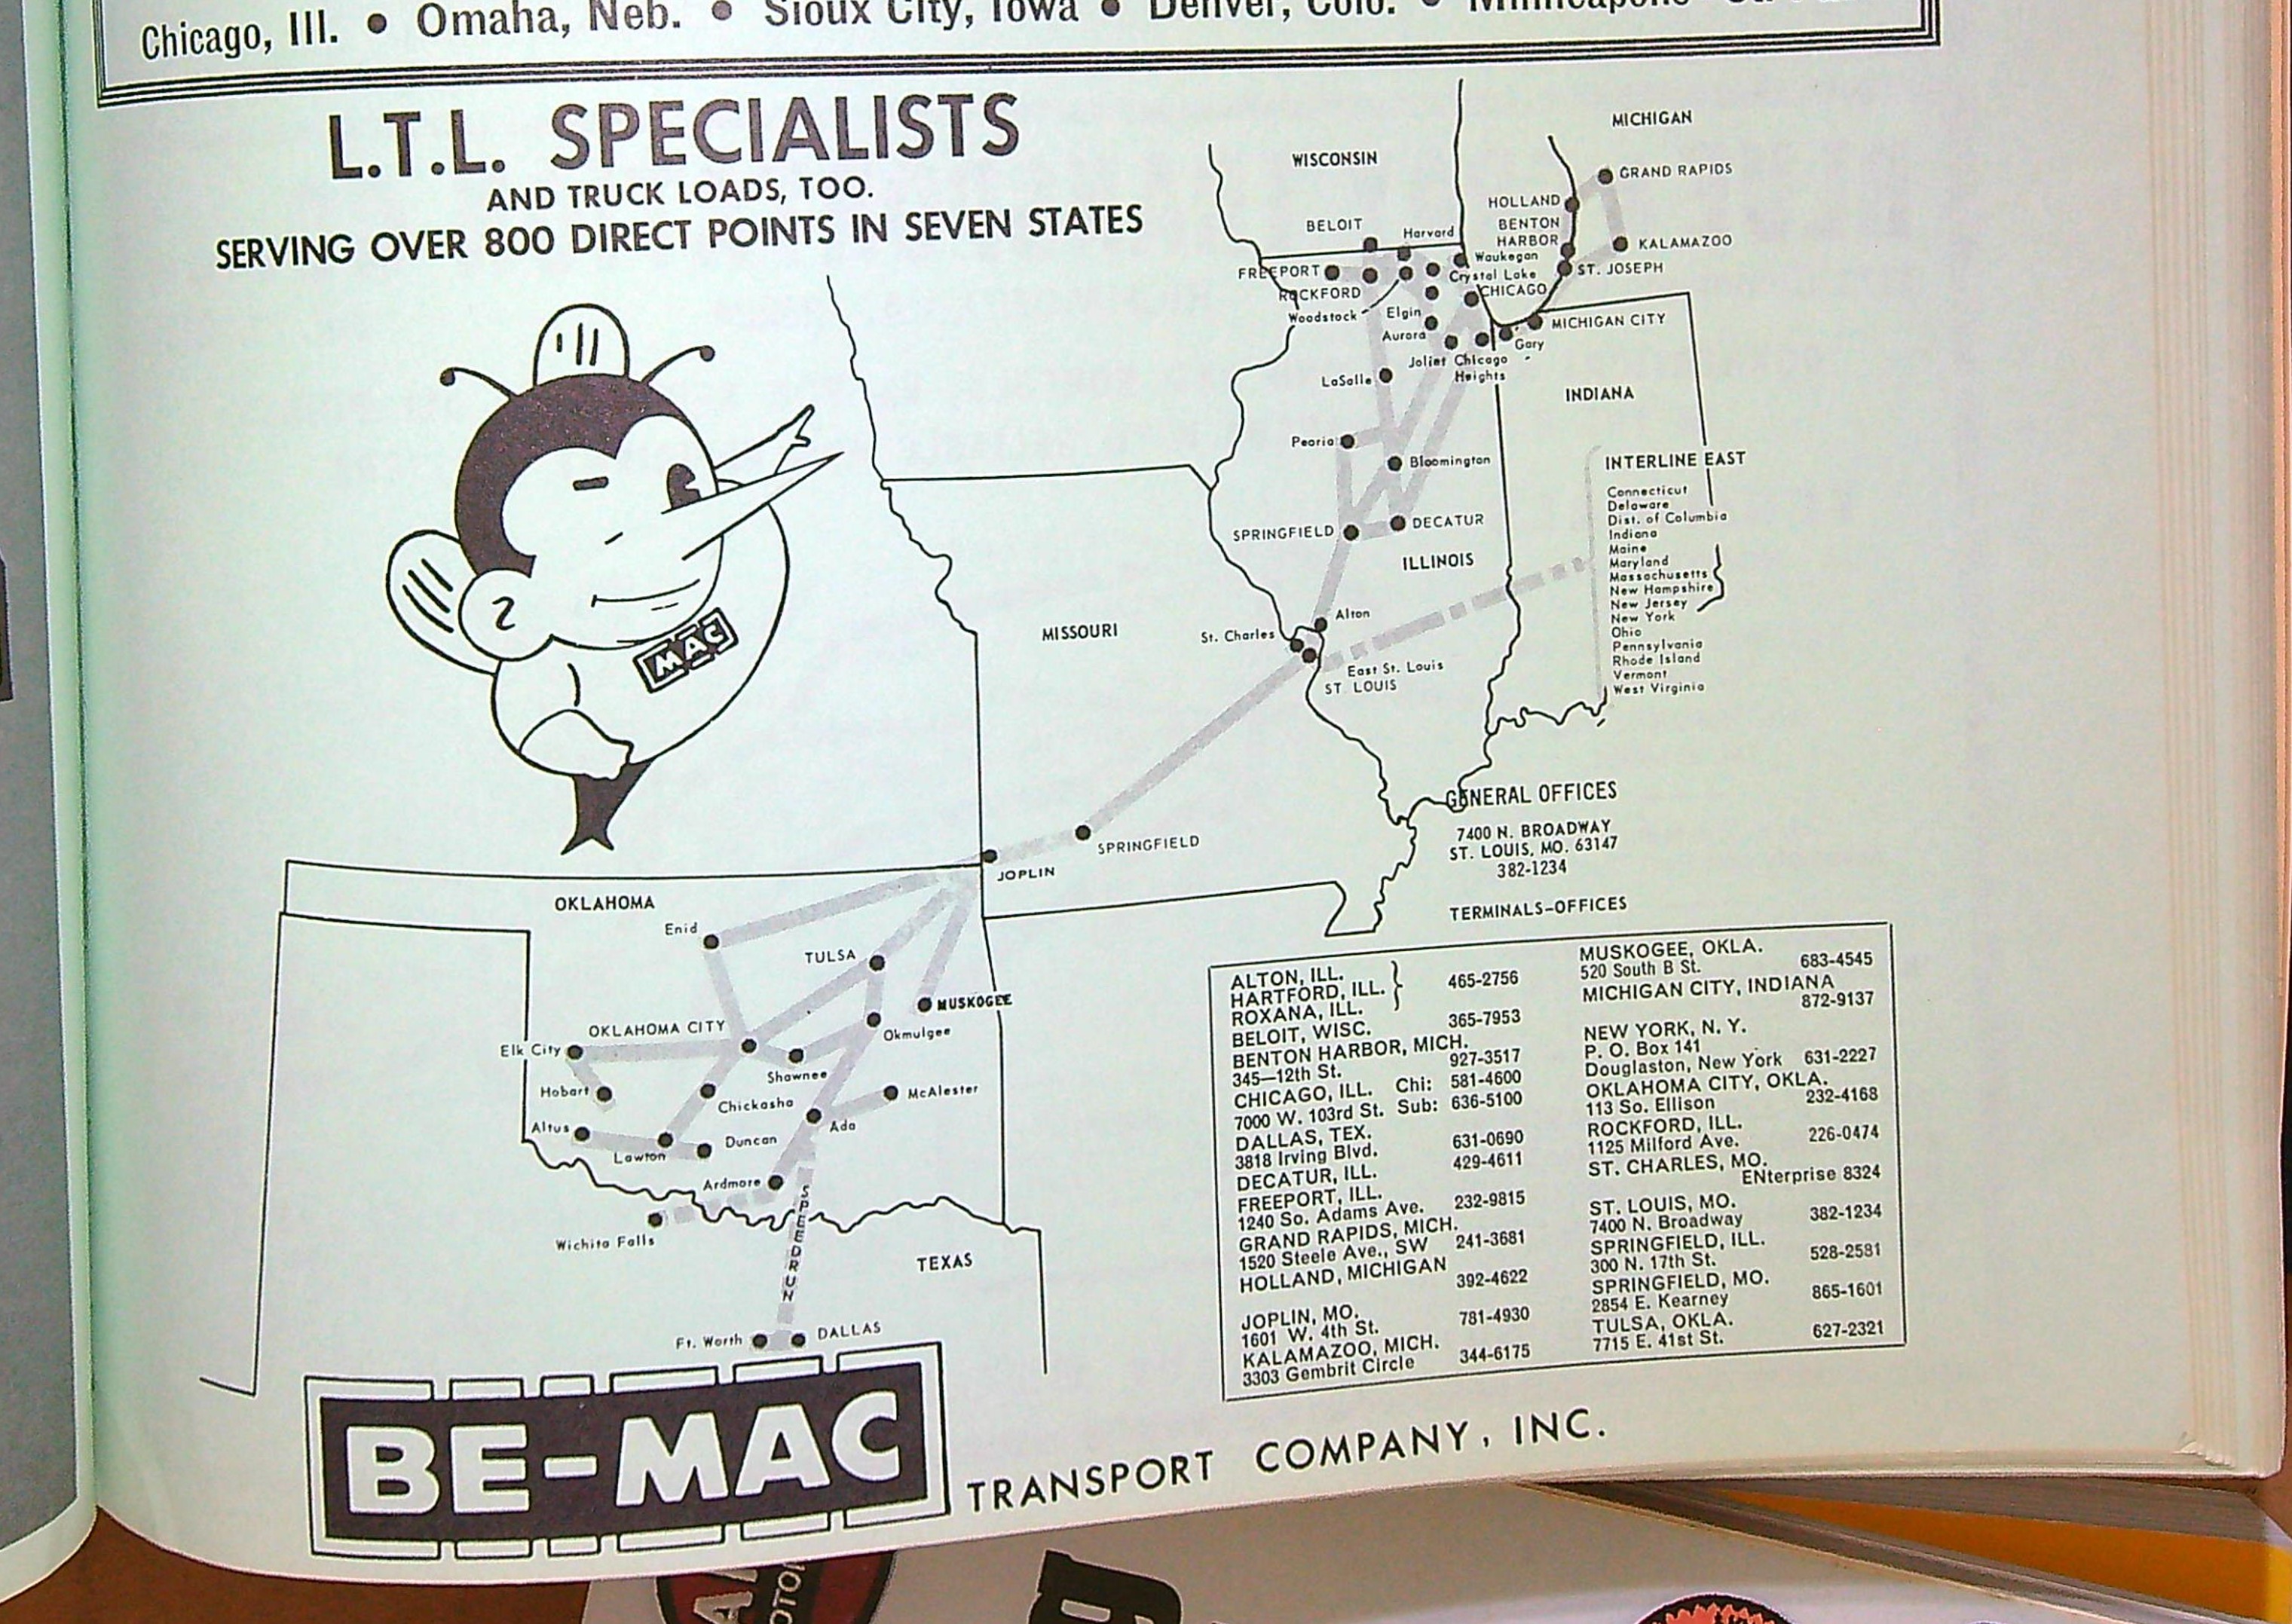 Chicago, Ill. • Omaha, Neb. • Sioux City, Iowa • Denver, Colo. •
L.T.L. SPECIALISTS
AND TRUCK LOADS, TOO.
SERVING OVER 800 DIRECT POINTS IN SEVEN STATES
MAC
MICHIGAN
WISCONSIN
GRAND RAPIDS
HOLLAND
BENTON
HARBOR
BELOIT
Harvard
KALAMAZOO
Waukegan
FREEPORT
Crystal Lake
ST. JOSEPH
ROCKFORD
CHICAGO
Woodstock
Elgin
MICHIGAN CITY
Aurora
Gary
Joliet
Chicago
Heights
LaSalle
INDIANA
Peoria
Bloomington
INTERLINE EAST
Connecticut
Delaware
Dist. of Columbia
Indiana
Maine
Maryland
Massachusetts
New Hampshire
New Jersey
New York
Ohio
Pennsylvania
Rhode Island
Vermont
West Virginia
SPRINGFIELD
DECATUR
ILLINOIS
Alton
MISSOURI
St. Charles
East St. Louis
ST. LOUIS
SPRINGFIELD
JOPLIN
OKLAHOMA
Enid
TULSA
MUSKOGEE
OKLAHOMA CITY
Okmulgee
Elk City
Shawnee
Hobart
Chickasha
McAlester
Altus
Ada
Duncan
Lawton
Ardmore
SPEEDRUN
Wichita Falls
TEXAS
Ft. Worth
DALLAS
GENERAL OFFICES
7400 N. BROADWAY
ST. LOUIS, MO. 63147
382-1234
TERMINALS-OFFICES
ALTON, ILL.
HARTFORD, ILL. 465-2756
ROXANA, ILL.
BELOIT, WISC. 365-7953
BENTON HARBOR, MICH.
345—12th St. 927-3517
CHICAGO, ILL. Chi: 581-4600
7000 W. 103rd St. Sub: 636-5100
DALLAS, TEX.
3818 Irving Blvd. 631-0690
DECATUR, ILL. 429-4611
FREEPORT, ILL.
1240 So. Adams Ave. 232-9815
GRAND RAPIDS, MICH.
1520 Steele Ave., SW 241-3681
HOLLAND, MICHIGAN
392-4622
JOPLIN, MO.
1601 W. 4th St. 781-4930
KALAMAZOO, MICH.
3303 Gembrit Circle 344-6175
MUSKOGEE, OKLA.
520 South B St. 683-4545
MICHIGAN CITY, INDIANA
872-9137
NEW YORK, N. Y.
P. O. Box 141
Douglaston, New York 631-2227
OKLAHOMA CITY, OKLA.
113 So. Ellison 232-4168
ROCKFORD, ILL.
1125 Milford Ave. 226-0474
ST. CHARLES, MO.
ENterprise 8324
ST. LOUIS, MO.
7400 N. Broadway 382-1234
SPRINGFIELD, ILL.
300 N. 17th St. 528-2581
SPRINGFIELD, MO.
2854 E. Kearney 865-1601
TULSA, OKLA.
7715 E. 41st St. 627-2321
BE-MAC
TRANSPORT COMPANY, INC.